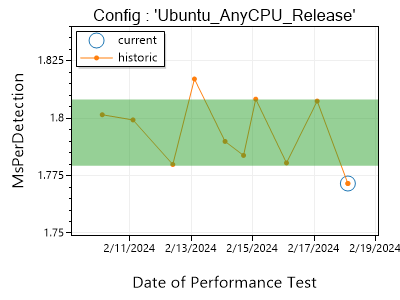 Config : 'Ubuntu_AnyCPU_Release'
current
historic
MsPerDetection
1.825
1.8
1.775
1.75
2/11/2024
2/13/2024
2/15/2024
2/17/2024
2/19/2024
Date of Performance Test